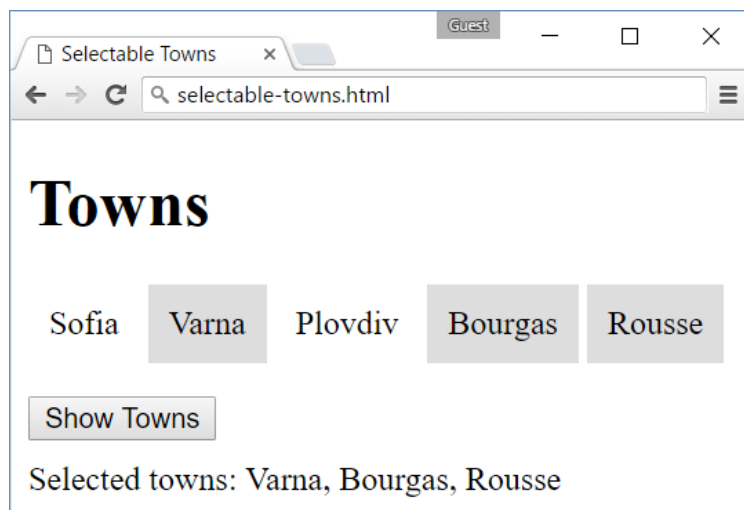 Guest
Selectable Towns
selectable-towns.html
Towns
Sofia Varna Plovdiv Bourgas Rousse
Show Towns
Selected towns: Varna, Bourgas, Rousse